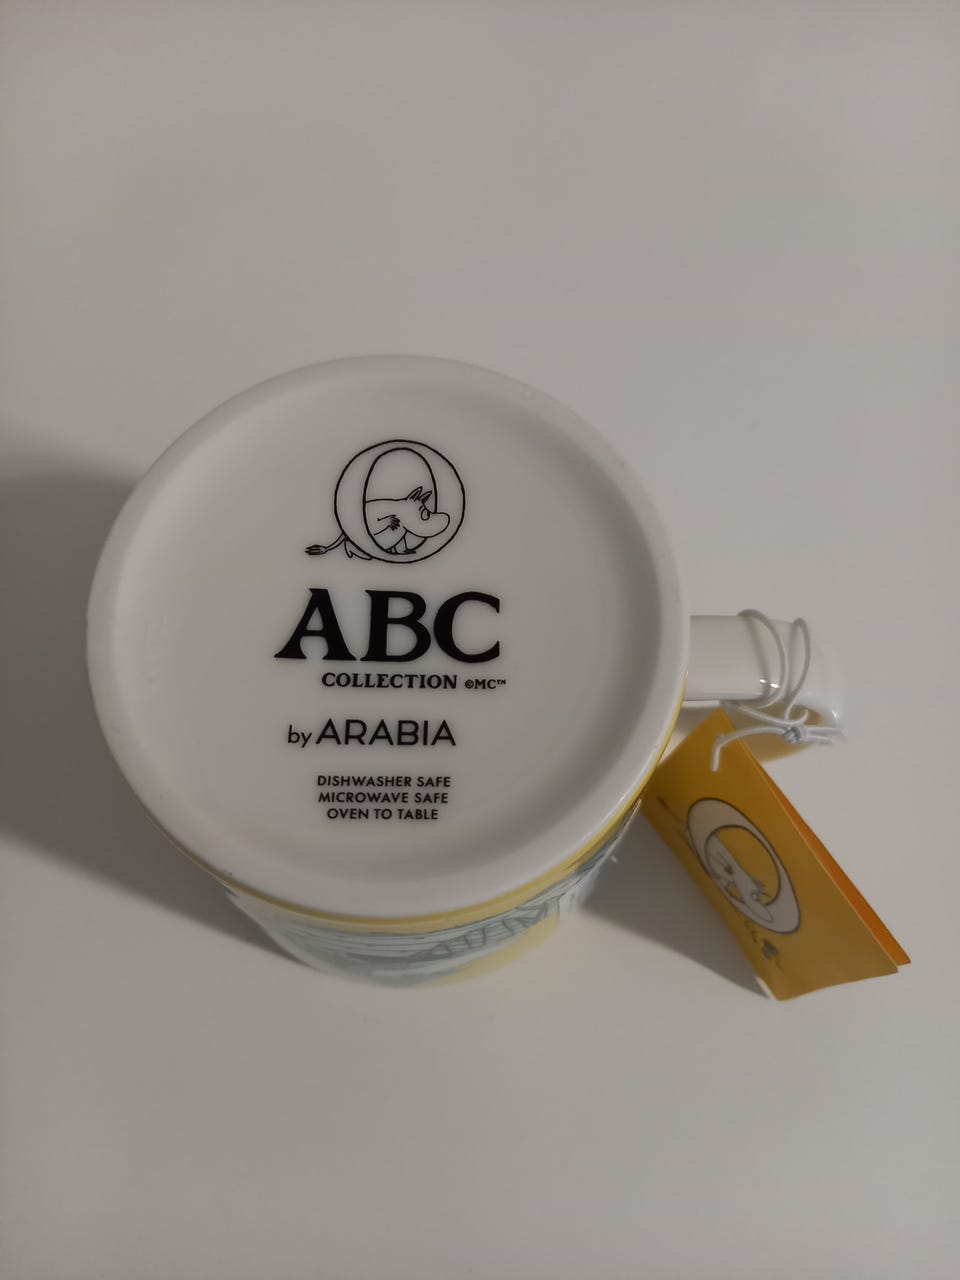 O
ABC
COLLECTION ©MC™
by ARABIA
DISHWASHER SAFE
MICROWAVE SAFE
OVEN TO TABLE
O